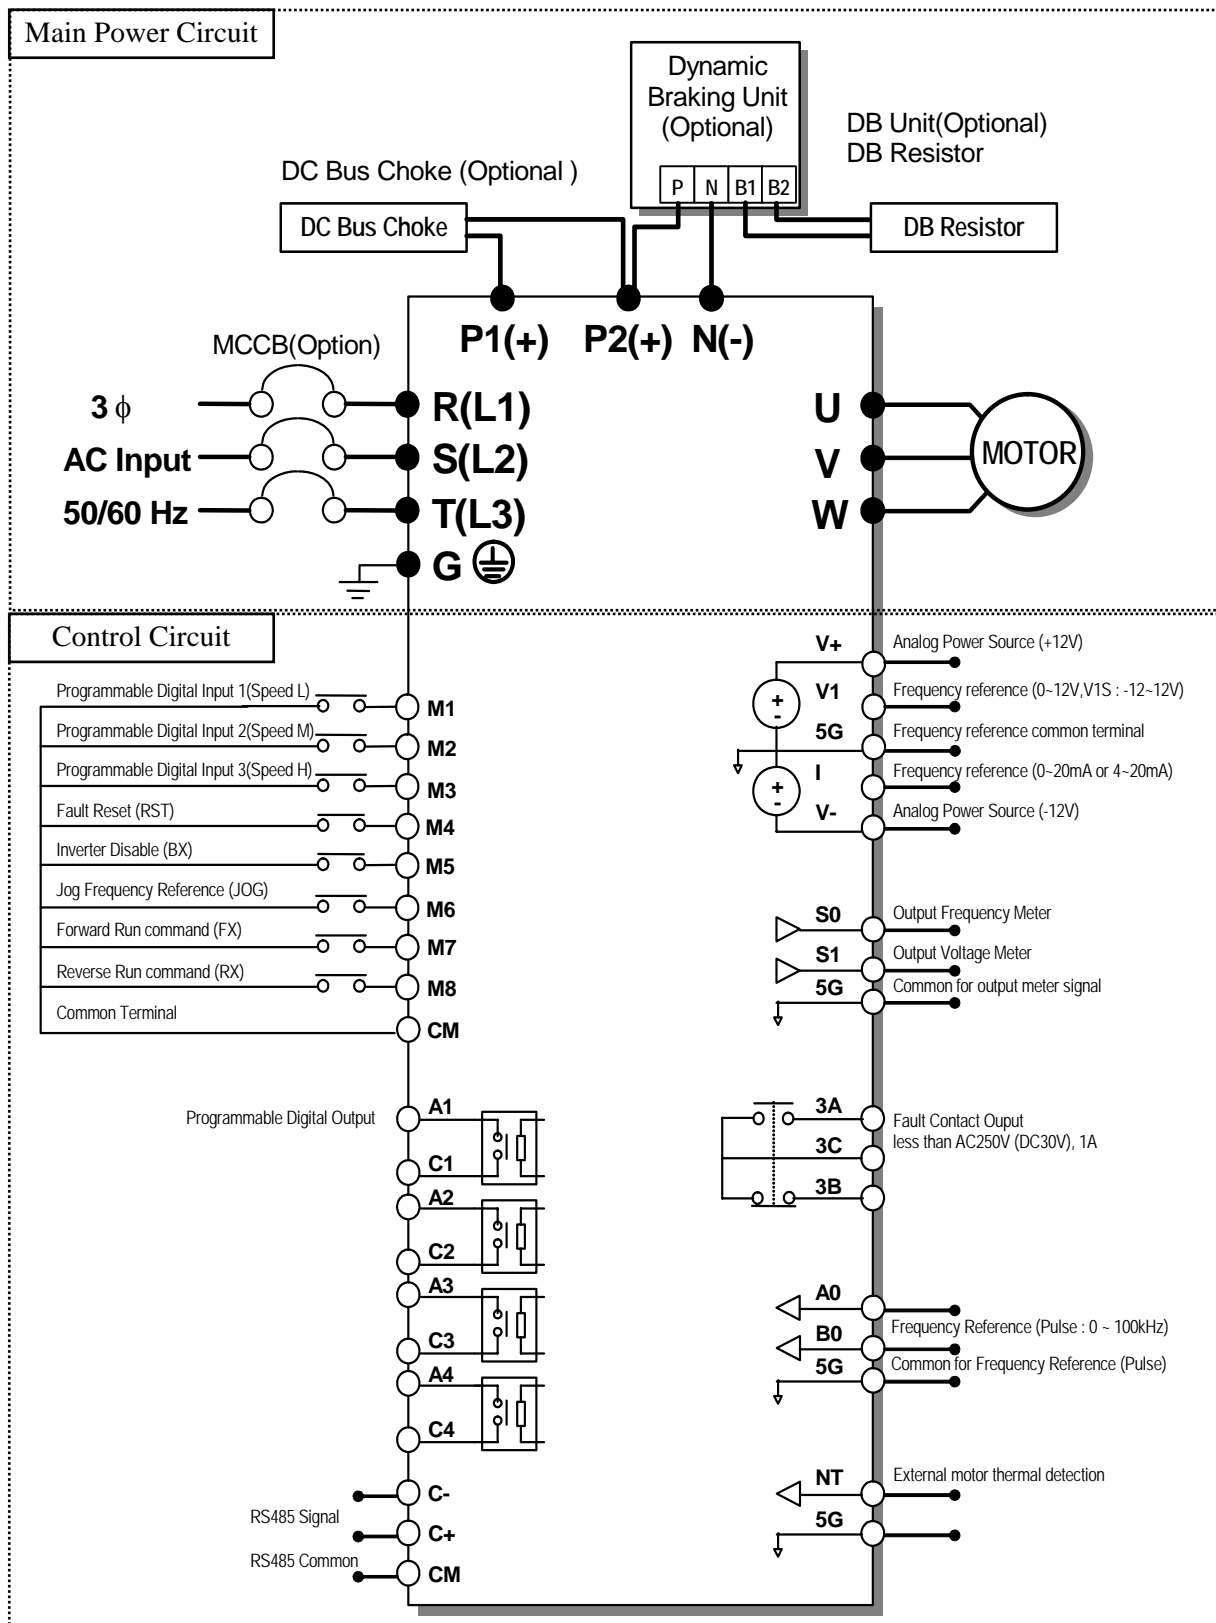 Main Power Circuit
Dynamic
Braking Unit
(Optional)
P N B1 B2
DB Unit(Optional)
DB Resistor
DC Bus Choke (Optional )
DC Bus Choke
DB Resistor
P1(+) P2(+) N(-)
MCCB(Option)
3 ϕ
AC Input
50/60 Hz
R(L1)
S(L2)
T(L3)
G
U
V
W
MOTOR
Control Circuit
Programmable Digital Input 1(Speed L)
M1
Programmable Digital Input 2(Speed M)
M2
Programmable Digital Input 3(Speed H)
M3
Fault Reset (RST)
M4
Inverter Disable (BX)
M5
Jog Frequency Reference (JOG)
M6
Forward Run command (FX)
M7
Reverse Run command (RX)
M8
Common Terminal
CM
V+ Analog Power Source (+12V)
+
-
V1 Frequency reference (0~12V,V1S : -12~12V)
5G Frequency reference common terminal
+
-
I Frequency reference (0~20mA or 4~20mA)
V- Analog Power Source (-12V)
S0 Output Frequency Meter
S1 Output Voltage Meter
5G Common for output meter signal
Programmable Digital Output
A1
C1
A2
C2
A3
C3
A4
C4
3A
3C
3B
Fault Contact Ouput
less than AC250V (DC30V), 1A
A0
B0
Frequency Reference (Pulse : 0 ~ 100kHz)
5G
Common for Frequency Reference (Pulse)
C-
RS485 Signal
C+
RS485 Common
CM
NT External motor thermal detection
5G